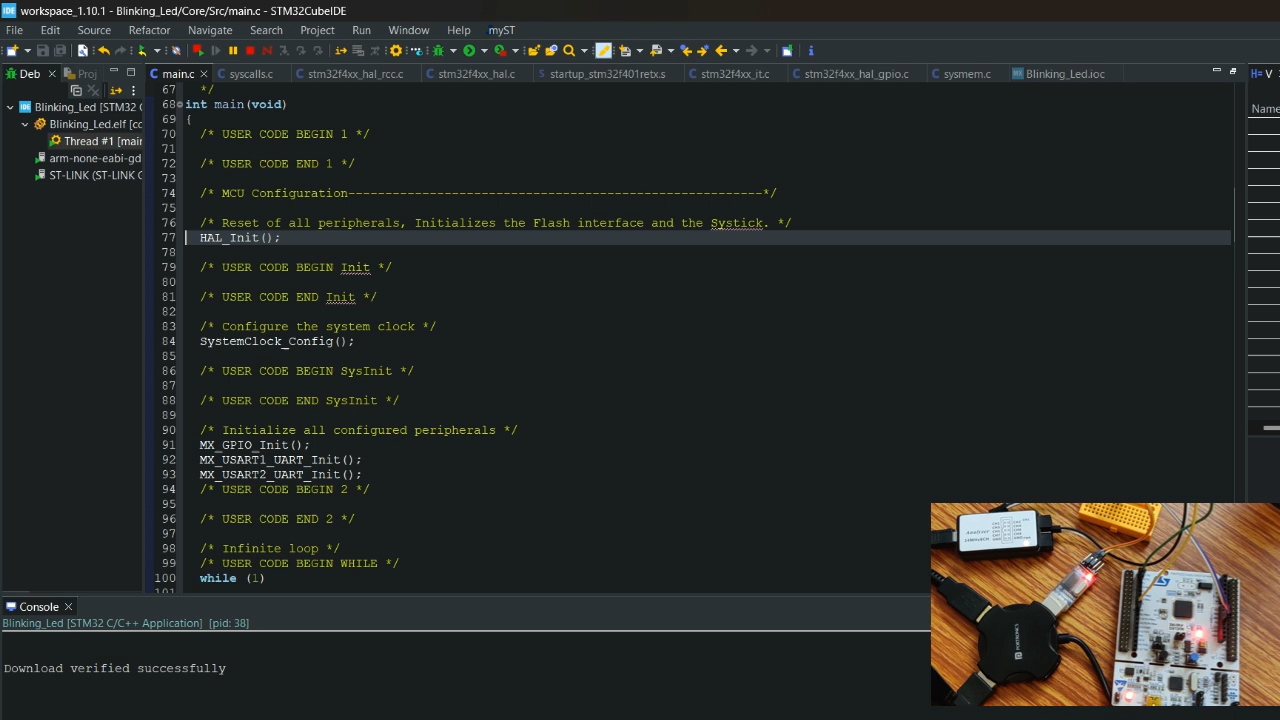 workspace_1.10.1 - Blinking_Led/Core/Src/main.c - STM32CubeIDE
File Edit Source Refactor Navigate Search Project Run Window Help myST
Deb Proj main.c syscalls.c stm32f4xx_hal_rcc.c stm32f4xx_hal.c startup_stm32f401retx.s stm32f4xx_it.c stm32f4xx_hal_gpio.c sysmem.c Blinking_Led.ioc V
Name
Blinking_Led [STM32 C
Blinking_Led.elf [cc
Thread #1 [mai
arm-none-eabi-gd
ST-LINK (ST-LINK G
67 */
68 int main(void)
69 {
70 /* USER CODE BEGIN 1 */
71
72 /* USER CODE END 1 */
73
74 /* MCU Configuration--------------------------------------------------------*/
75
76 /* Reset of all peripherals, Initializes the Flash interface and the Systick. */
77 HAL_Init();
78
79 /* USER CODE BEGIN Init */
80
81 /* USER CODE END Init */
82
83 /* Configure the system clock */
84 SystemClock_Config();
85
86 /* USER CODE BEGIN SysInit */
87
88 /* USER CODE END SysInit */
89
90 /* Initialize all configured peripherals */
91 MX_GPIO_Init();
92 MX_USART1_UART_Init();
93 MX_USART2_UART_Init();
94 /* USER CODE BEGIN 2 */
95
96 /* USER CODE END 2 */
97
98 /* Infinite loop */
99 /* USER CODE BEGIN WHILE */
100 while (1)
101
Console
Blinking_Led [STM32 C/C++ Application] [pid: 38]
Download verified successfully